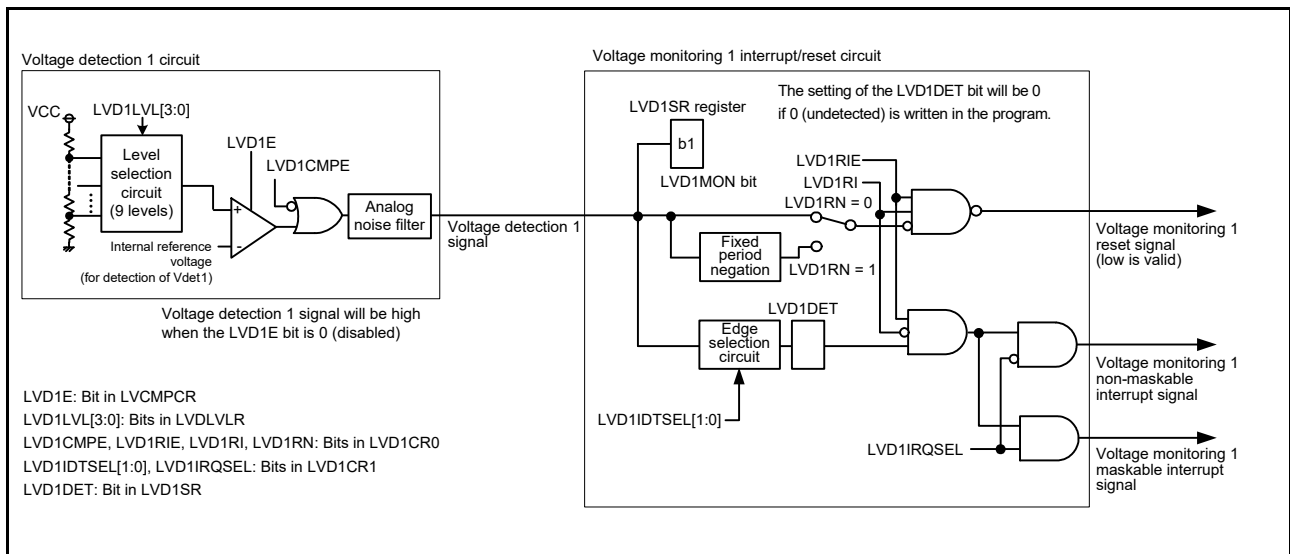 Voltage detection 1 circuit
VCC
LVD1LVL[3:0]
Level
selection
circuit
(9 levels)
Internal reference
voltage
(for detection of Vdet1)
+
-
LVD1E
LVD1CMPE
Analog
noise filter
Voltage detection 1
signal
Voltage detection 1 signal will be high
when the LVD1E bit is 0 (disabled)
Voltage monitoring 1 interrupt/reset circuit
The setting of the LVD1DET bit will be 0
if 0 (undetected) is written in the program.
LVD1SR register
b1
LVD1MON bit
LVD1RIE
LVD1RI
LVD1RN = 0
Fixed
period
negation
LVD1RN = 1
LVD1DET
Edge
selection
circuit
LVD1IDTSEL[1:0]
LVD1IRQSEL
Voltage monitoring 1
reset signal
(low is valid)
Voltage monitoring 1
non-maskable
interrupt signal
Voltage monitoring 1
maskable interrupt
signal
LVD1E: Bit in LVCMPCR
LVD1LVL[3:0]: Bits in LVDLVLR
LVD1CMPE, LVD1RIE, LVD1RI, LVD1RN: Bits in LVD1CR0
LVD1IDTSEL[1:0], LVD1IRQSEL: Bits in LVD1CR1
LVD1DET: Bit in LVD1SR